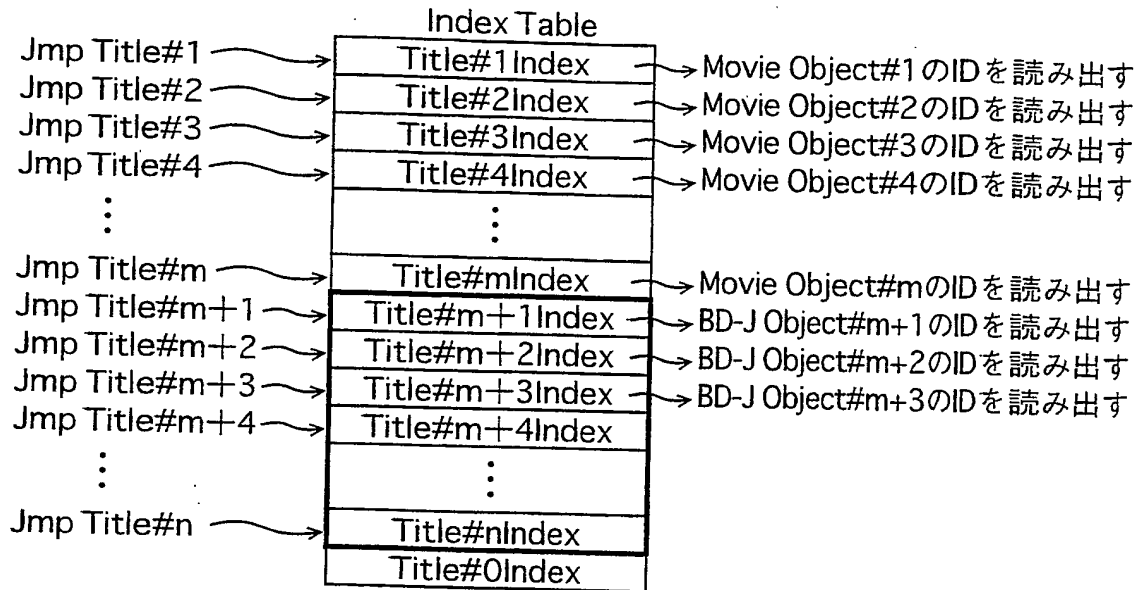 Index Table
Jmp Title#1 Title#1Index Movie Object#1のIDを読み出す
Jmp Title#2 Title#2Index Movie Object#2のIDを読み出す
Jmp Title#3 Title#3Index Movie Object#3のIDを読み出す
Jmp Title#4 Title#4Index Movie Object#4のIDを読み出す
⋮ ⋮
Jmp Title#m Title#mIndex Movie Object#mのIDを読み出す
Jmp Title#m+1 Title#m+1Index BD-J Object#m+1のIDを読み出す
Jmp Title#m+2 Title#m+2Index BD-J Object#m+2のIDを読み出す
Jmp Title#m+3 Title#m+3Index BD-J Object#m+3のIDを読み出す
Jmp Title#m+4 Title#m+4Index
⋮ ⋮
Jmp Title#n Title#nIndex
Title#0Index